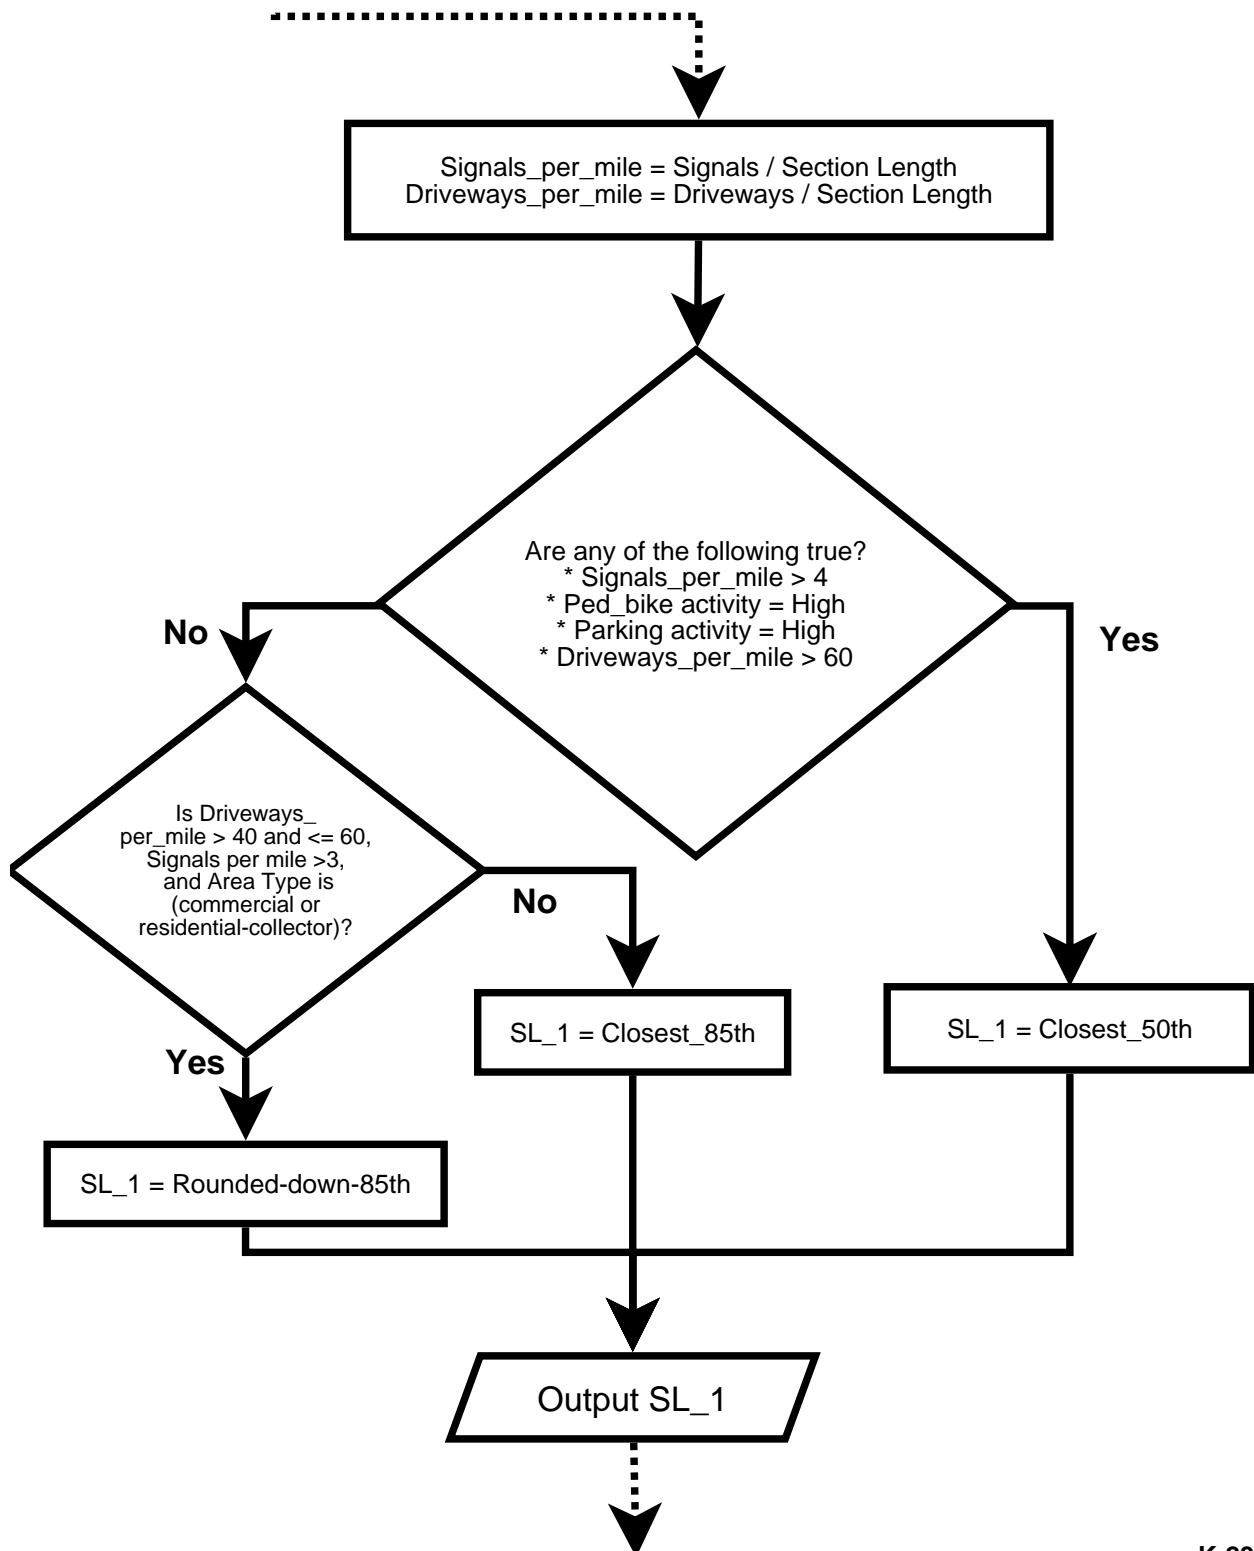 Signals_per_mile = Signals / Section Length
Driveways_per_mile = Driveways / Section Length
Are any of the following true?
* Signals_per_mile > 4
* Ped_bike activity = High
* Parking activity = High
* Driveways_per_mile > 60
No
Yes
Is Driveways_
per_mile > 40 and <= 60,
Signals per mile >3,
and Area Type is
(commercial or
residential-collector)?
No
SL_1 = Closest_85th
SL_1 = Closest_50th
Yes
SL_1 = Rounded-down-85th
Output SL_1